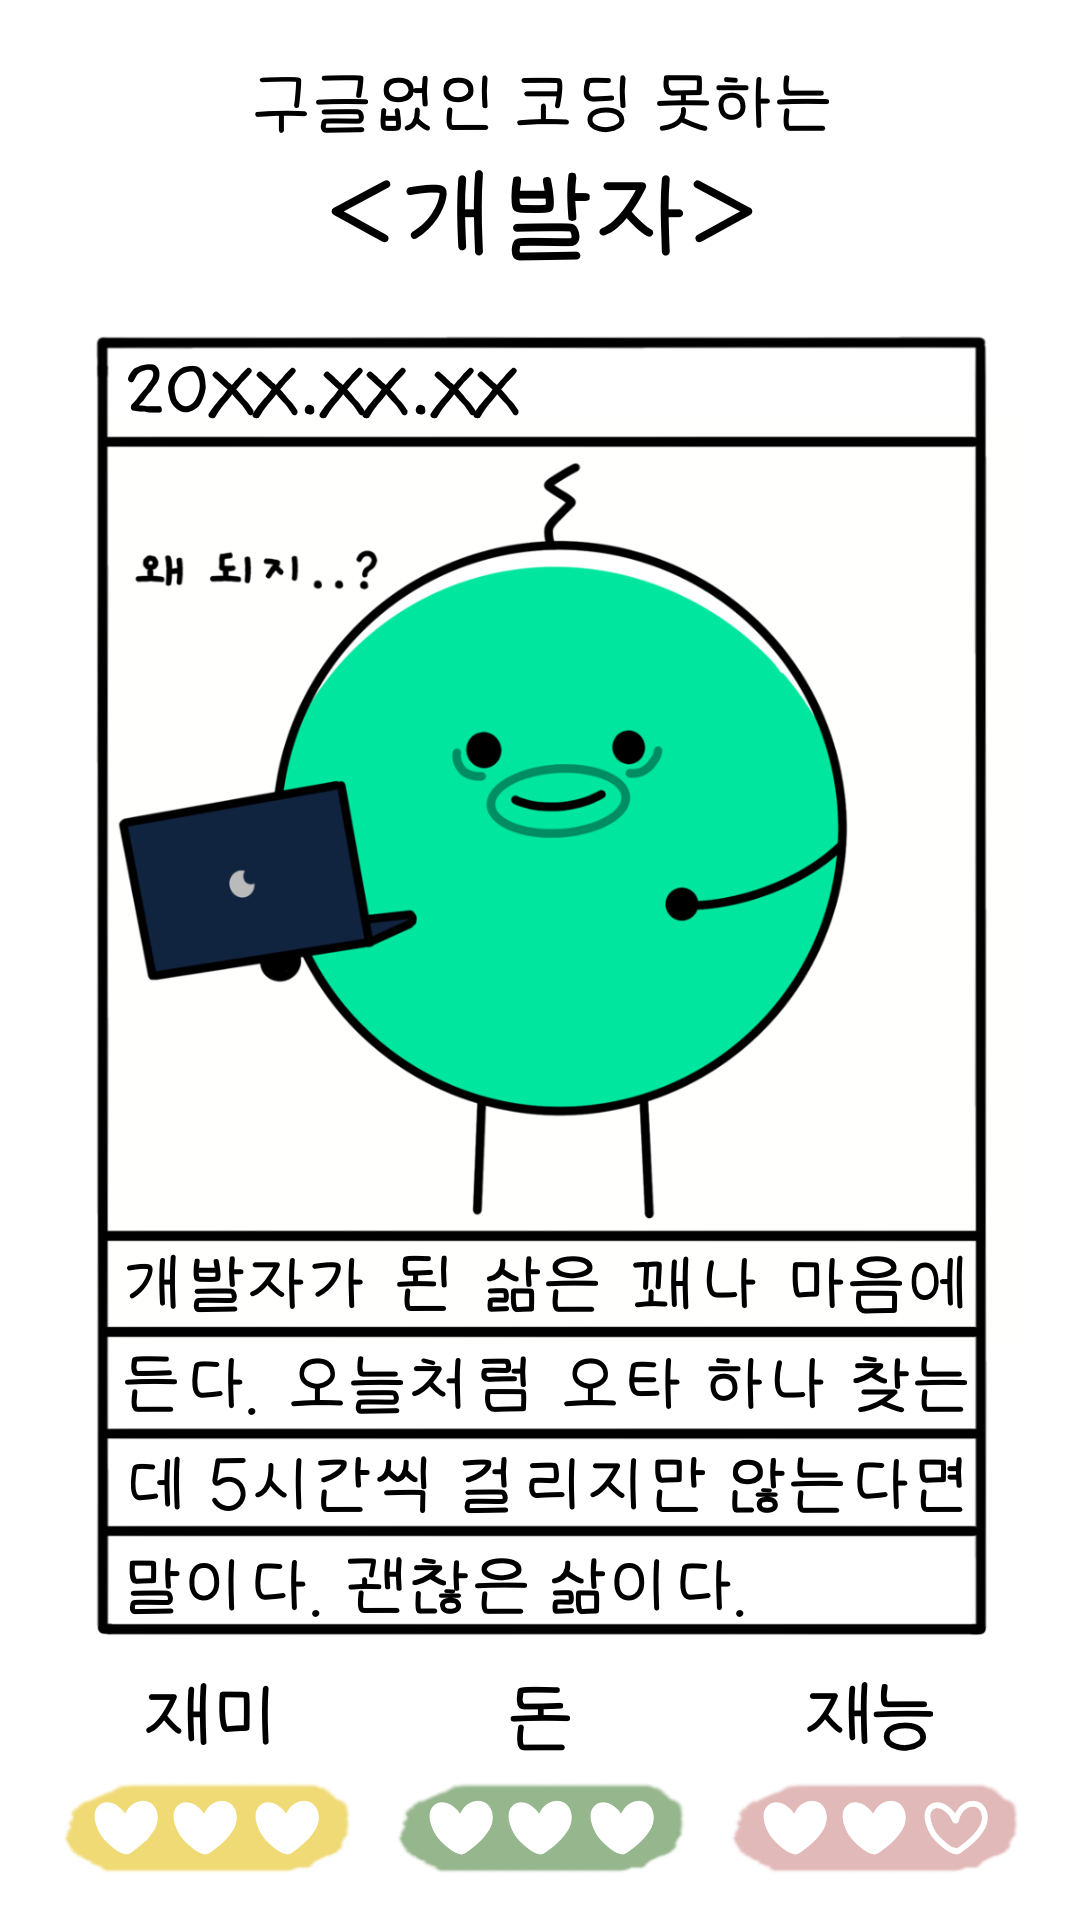 구글없인 코딩 못하는
<개발자>
20XX.XX.XX
왜 되지..?
개발자가 된 삶은 꽤나 마음에
든다. 오늘처럼 오타 하나 찾는
데 5시간씩 걸리지만 않는다면
말이다. 괜찮은 삶이다.
재미 돈 재능